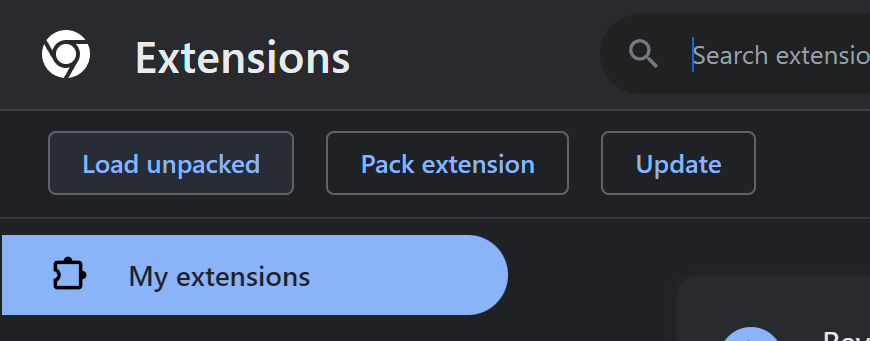 Extensions
Search extensio
Load unpacked
Pack extension
Update
My extensions